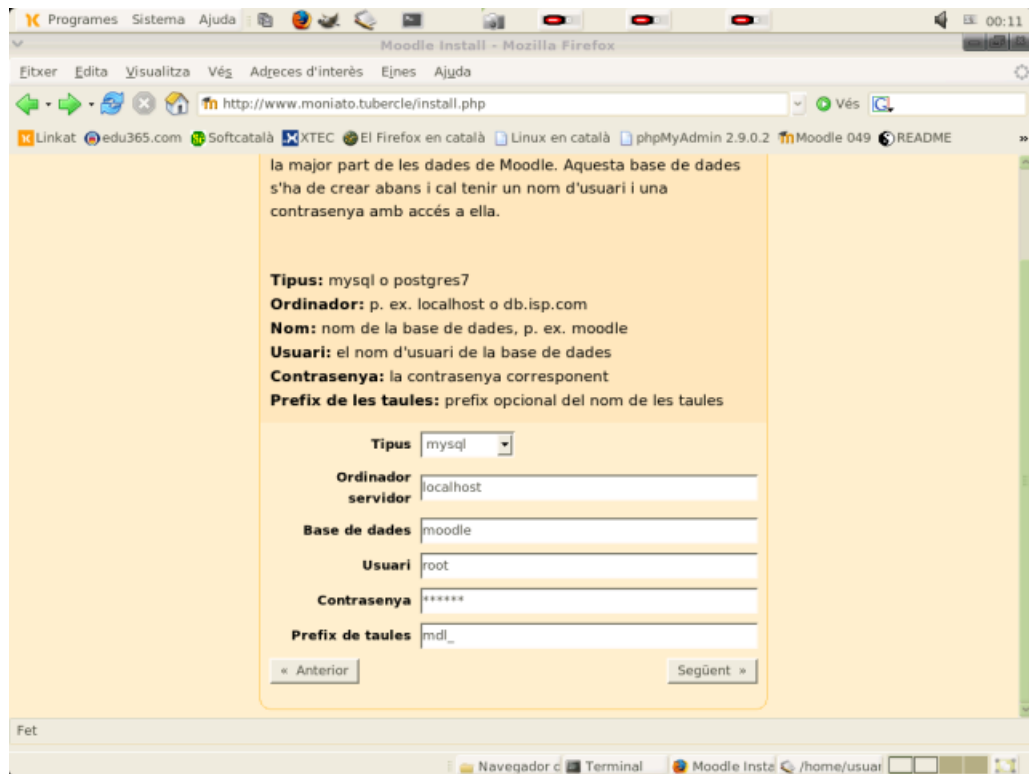 Programes Sistema Ajuda 00:11
Moodle Install - Mozilla Firefox
Fitxer Edita Visualitza Vés Adreces d'interès Eines Ajuda
http://www.moniato.tubercle/install.php Vés
Linkat edu365.com Softcatalà XTEC El Firefox en català Linux en català phpMyAdmin 2.9.0.2 Moodle 049 README »
la major part de les dades de Moodle. Aquesta base de dades
s'ha de crear abans i cal tenir un nom d'usuari i una
contrasenya amb accés a ella.
Tipus: mysql o postgres7
Ordinador: p. ex. localhost o db.isp.com
Nom: nom de la base de dades, p. ex. moodle
Usuari: el nom d'usuari de la base de dades
Contrasenya: la contrasenya corresponent
Prefix de les taules: prefix opcional del nom de les taules
Tipus mysql
Ordinador
servidor localhost
Base de dades moodle
Usuari root
Contrasenya ******
Prefix de taules mdl_
« Anterior Següent »
Fet
Navegador c Terminal Moodle Insta /home/usuar